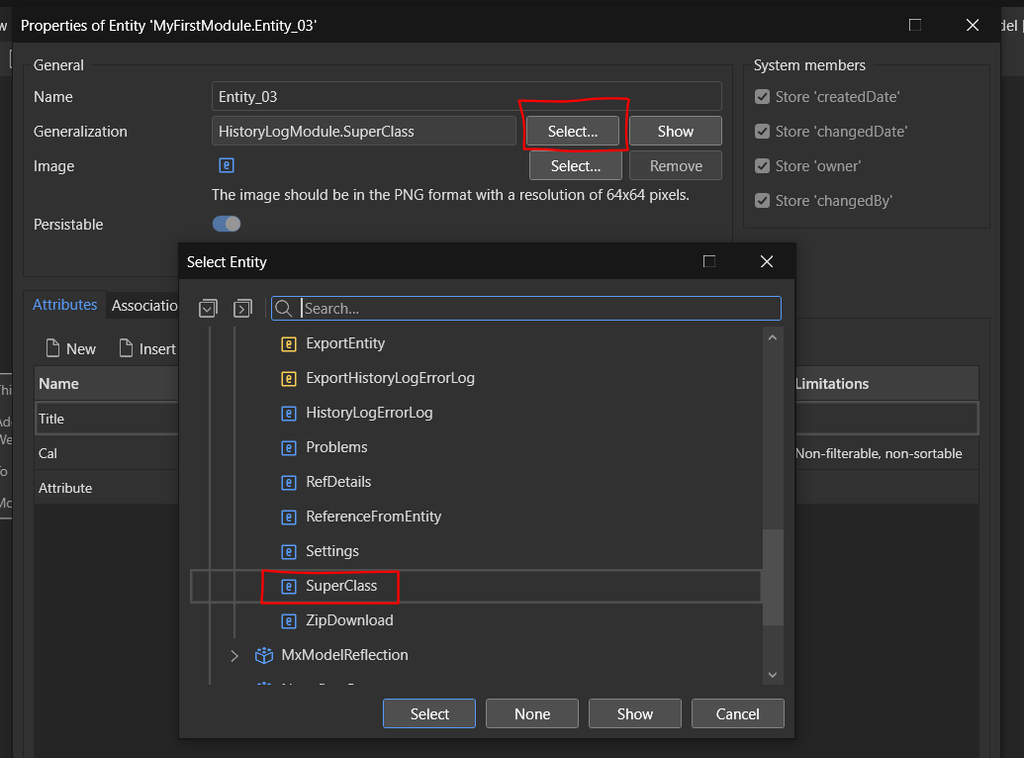 Properties of Entity 'MyFirstModule.Entity_03'
General
Name Entity_03
Generalization HistoryLogModule.SuperClass Select... Show
Image Select... Remove
The image should be in the PNG format with a resolution of 64x64 pixels.
Persistable
System members
Store 'createdDate'
Store 'changedDate'
Store 'owner'
Store 'changedBy'
Attributes Associatio
New Insert
Name Limitations
Title
Cal Non-filterable, non-sortable
Attribute
Select Entity
Search...
ExportEntity
ExportHistoryLogErrorLog
HistoryLogErrorLog
Problems
RefDetails
ReferenceFromEntity
Settings
SuperClass
ZipDownload
MxModelReflection
Select None Show Cancel